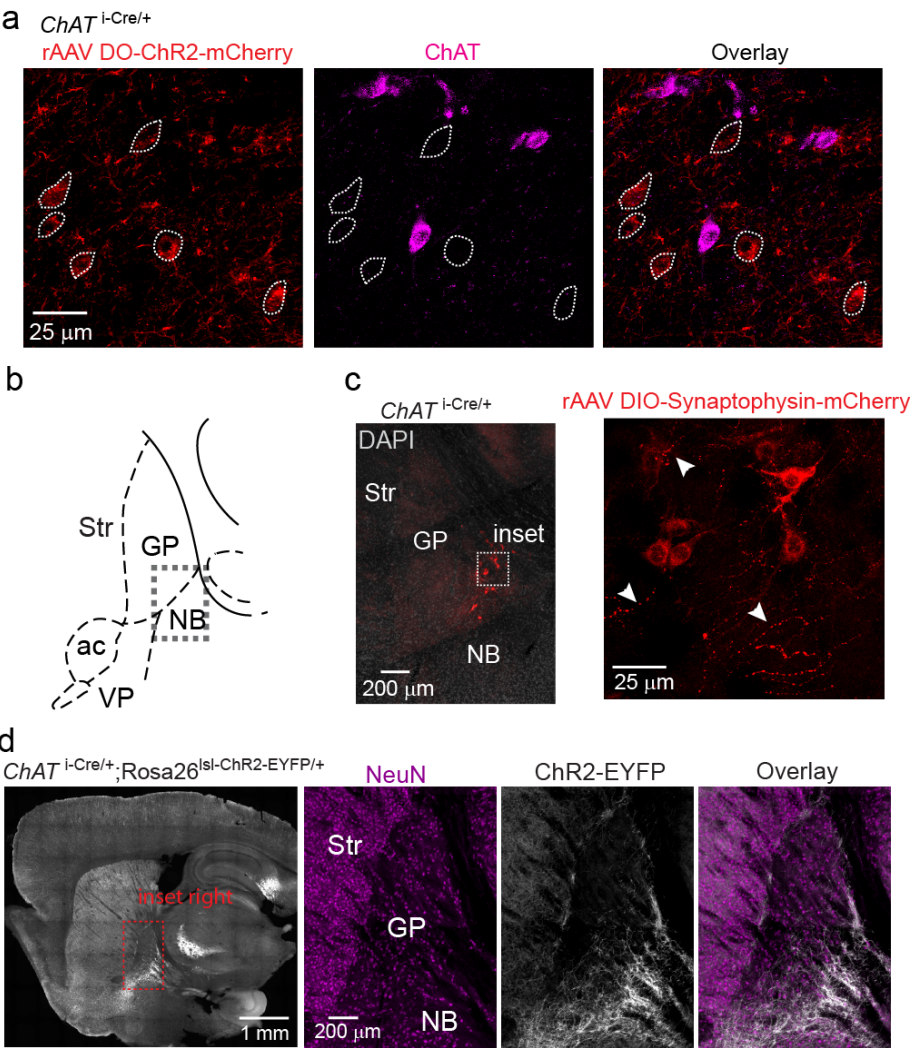 a
ChAT i-Cre/+
rAAV DO-ChR2-mCherry
ChAT
Overlay
25 μm
b
Str
GP
NB
ac
VP
c
ChAT i-Cre/+
rAAV DIO-Synaptophysin-mCherry
DAPI
Str
GP
inset
NB
200 μm
25 μm
d
ChAT i-Cre/+;Rosa26lsl-ChR2-EYFP/+
NeuN
ChR2-EYFP
Overlay
Inset right
1 mm
Str
GP
NB
200 μm